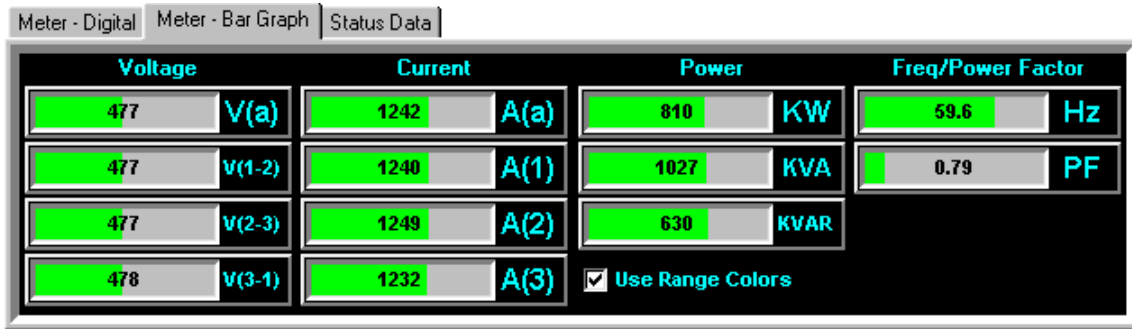 Meter - Digital Meter - Bar Graph Status Data
Voltage Current Power Freq/Power Factor
477 V(a) 1242 A(a) 810 KW 59.6 Hz
477 V(1-2) 1240 A(1) 1027 KVA 0.79 PF
477 V(2-3) 1249 A(2) 630 KVAR
478 V(3-1) 1232 A(3) Use Range Colors